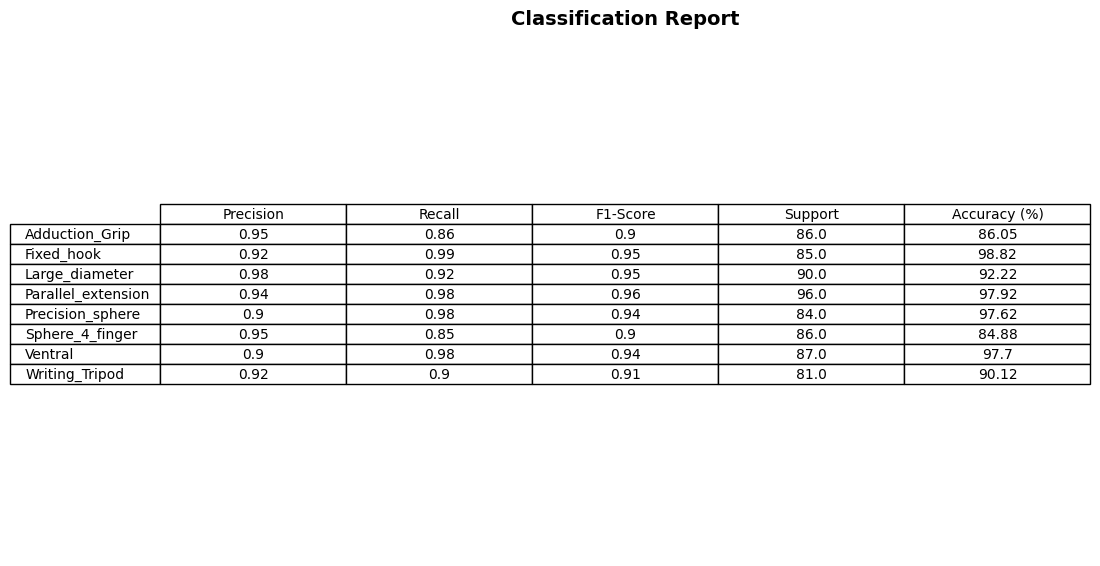 Classification Report
Precision Recall F1-Score Support Accuracy (%)
Adduction_Grip 0.95 0.86 0.9 86.0 86.05
Fixed_hook 0.92 0.99 0.95 85.0 98.82
Large_diameter 0.98 0.92 0.95 90.0 92.22
Parallel_extension 0.94 0.98 0.96 96.0 97.92
Precision_sphere 0.9 0.98 0.94 84.0 97.62
Sphere_4_finger 0.95 0.85 0.9 86.0 84.88
Ventral 0.9 0.98 0.94 87.0 97.7
Writing_Tripod 0.92 0.9 0.91 81.0 90.12